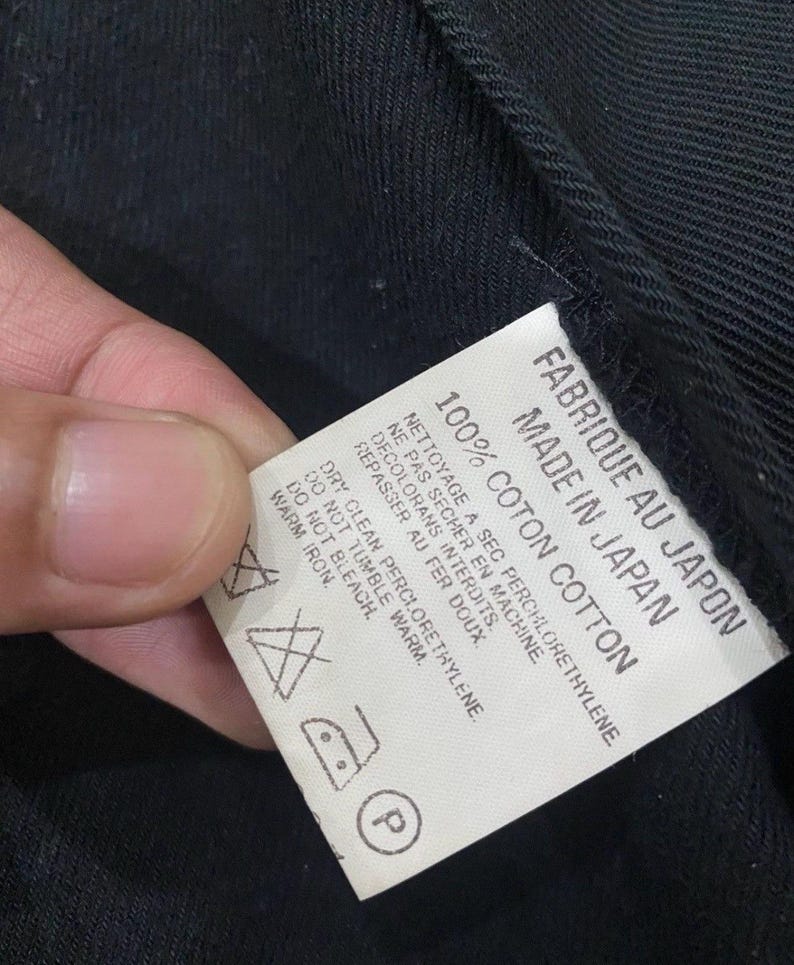 FABRIQUE AU JAPON
MADE IN JAPAN
100% COTON COTTON
NETTOYAGE A SEC PERCHLORETHYLENE.
NE PAS SECHER EN MACHINE.
DECOLORANS INTERDITS.
REPASSER AU FER DOUX.
DRY CLEAN PERCLORETHYLENE.
DO NOT TUMBLE WARM.
DO NOT BLEACH.
WARM IRON.
P